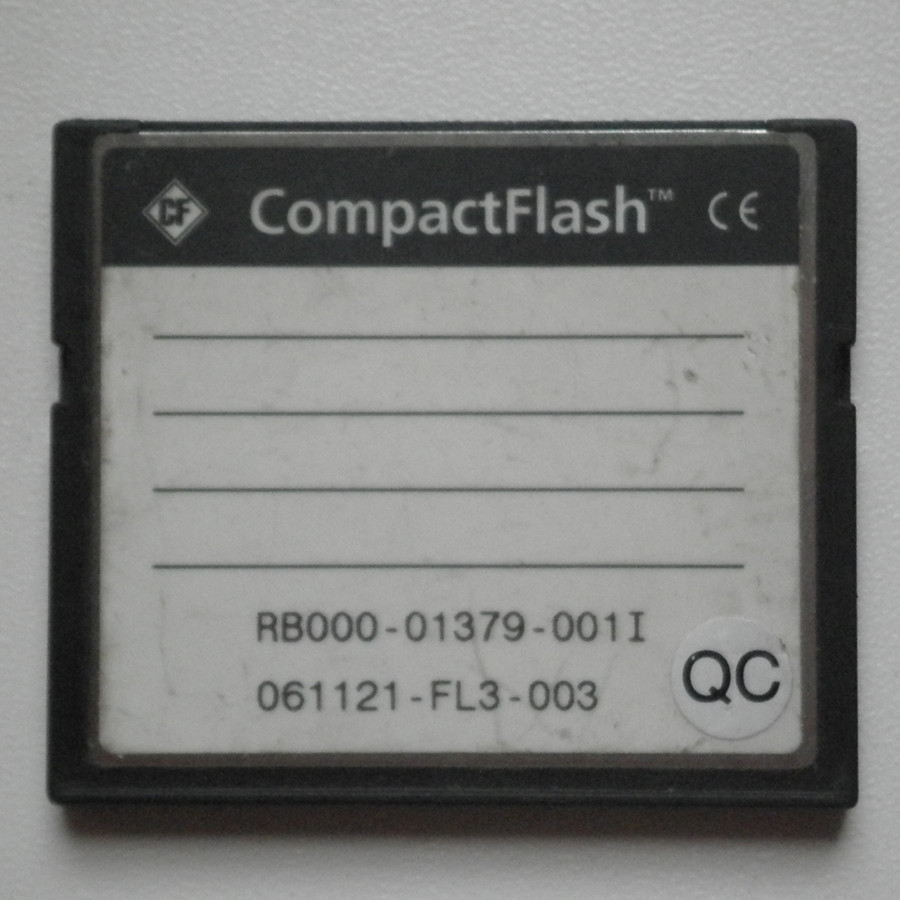 CF CompactFlash™ CE
RB000-01379-001I
061121-FL3-003
QC